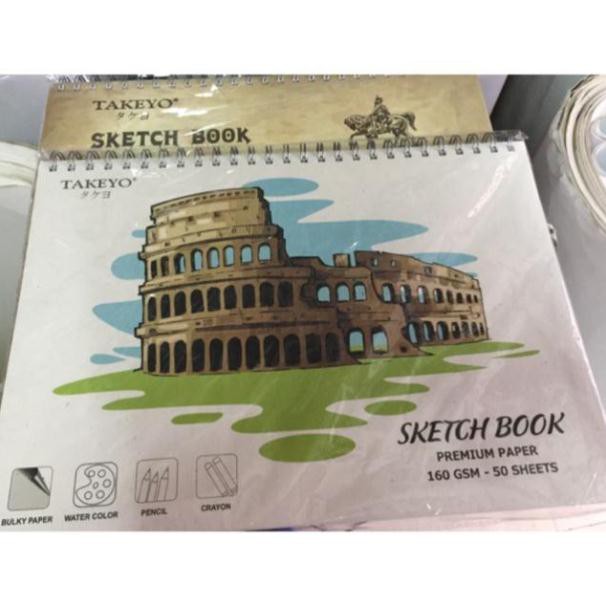 TAKEYO®
タケヨ
SKETCH BOOK
TAKEYO®
タケヨ
SKETCH BOOK
PREMIUM PAPER
160 GSM - 50 SHEETS
BULKY PAPER
WATER COLOR
PENCIL
CRAYON